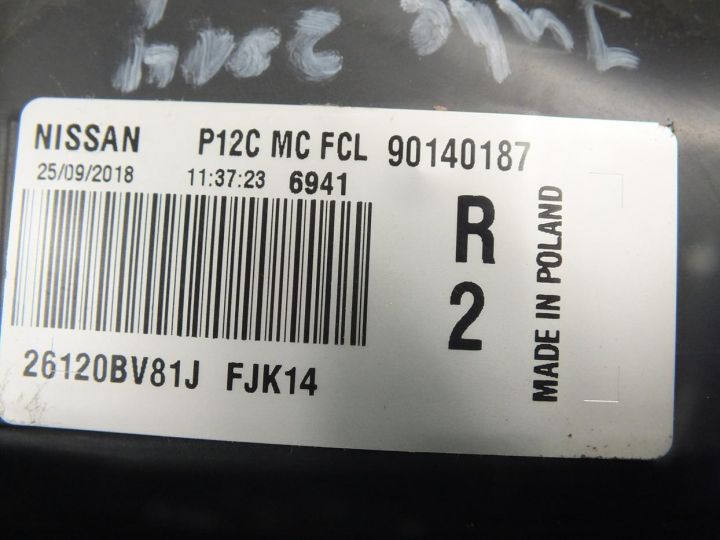 NISSAN P12C MC FCL 90140187
25/09/2018 11:37:23 6941
R
2
MADE IN POLAND
26120BV81J FJK14